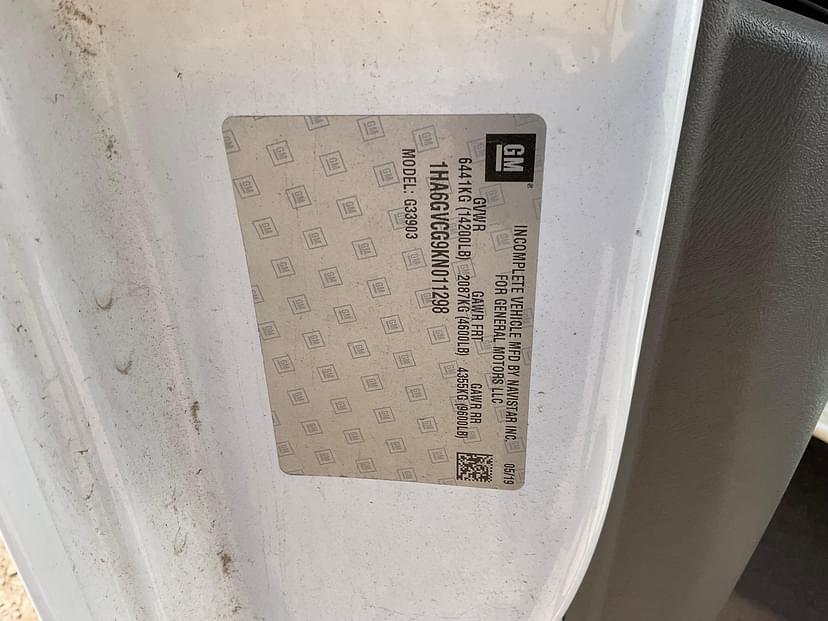 GM
INCOMPLETE VEHICLE MFD BY NAVISTAR INC. 05/19
FOR GENERAL MOTORS LLC
GVWR GAWR FRT GAWR RR
6441KG (14200LB) 2087KG (4600LB) 4355KG (9600LB)
1HA6GVCG9KN011298
MODEL: G33903